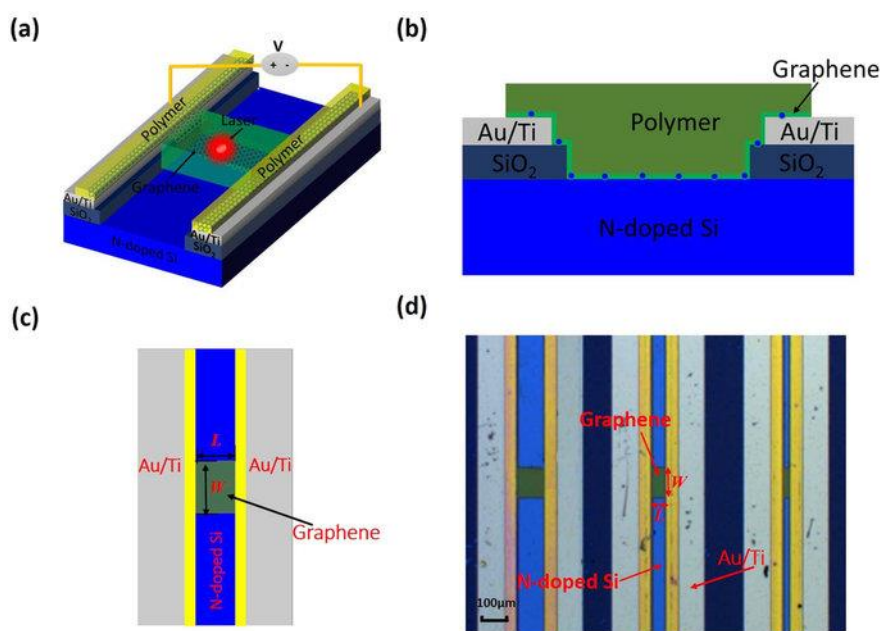 (a)
V
+ -
Polymer
Laser
Polymer
Graphene
Au/Ti
SiO₂
Au/Ti
SiO₂
N-doped Si
(b)
Graphene
Au/Ti
Polymer
Au/Ti
SiO₂
SiO₂
N-doped Si
(c)
L
Au/Ti
Au/Ti
W
Graphene
N-doped Si
(d)
Graphene
W
L
N-doped Si
Au/Ti
100μm